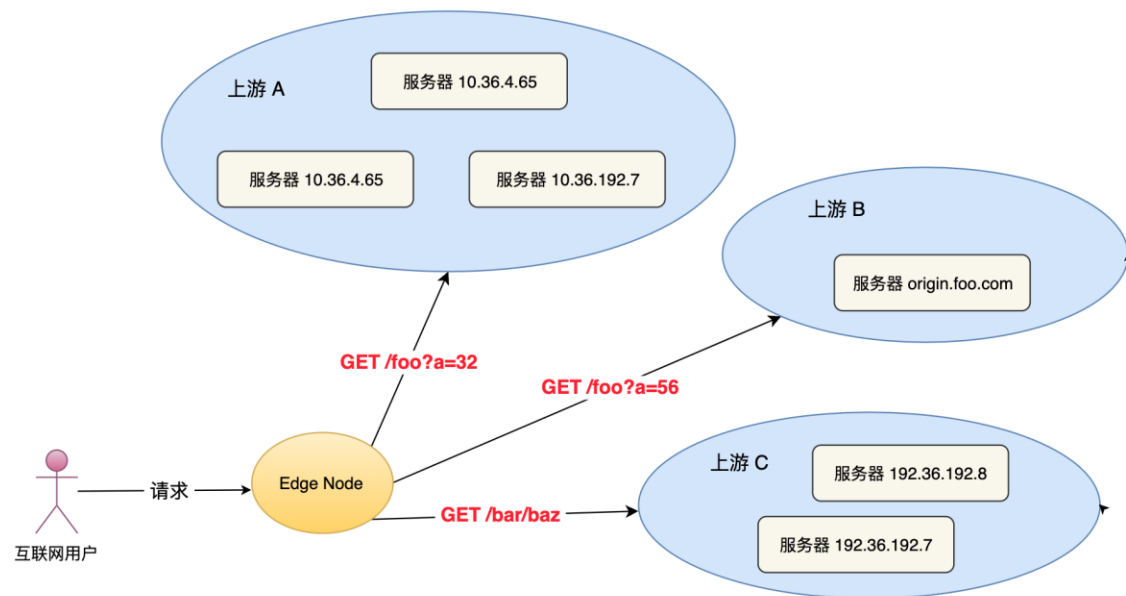 服务器 10.36.4.65
上游 A
服务器 10.36.4.65
服务器 10.36.192.7
上游 B
服务器 origin.foo.com
GET /foo?a=32
GET /foo?a=56
上游 C
服务器 192.36.192.8
请求
Edge Node
GET /bar/baz
服务器 192.36.192.7
互联网用户